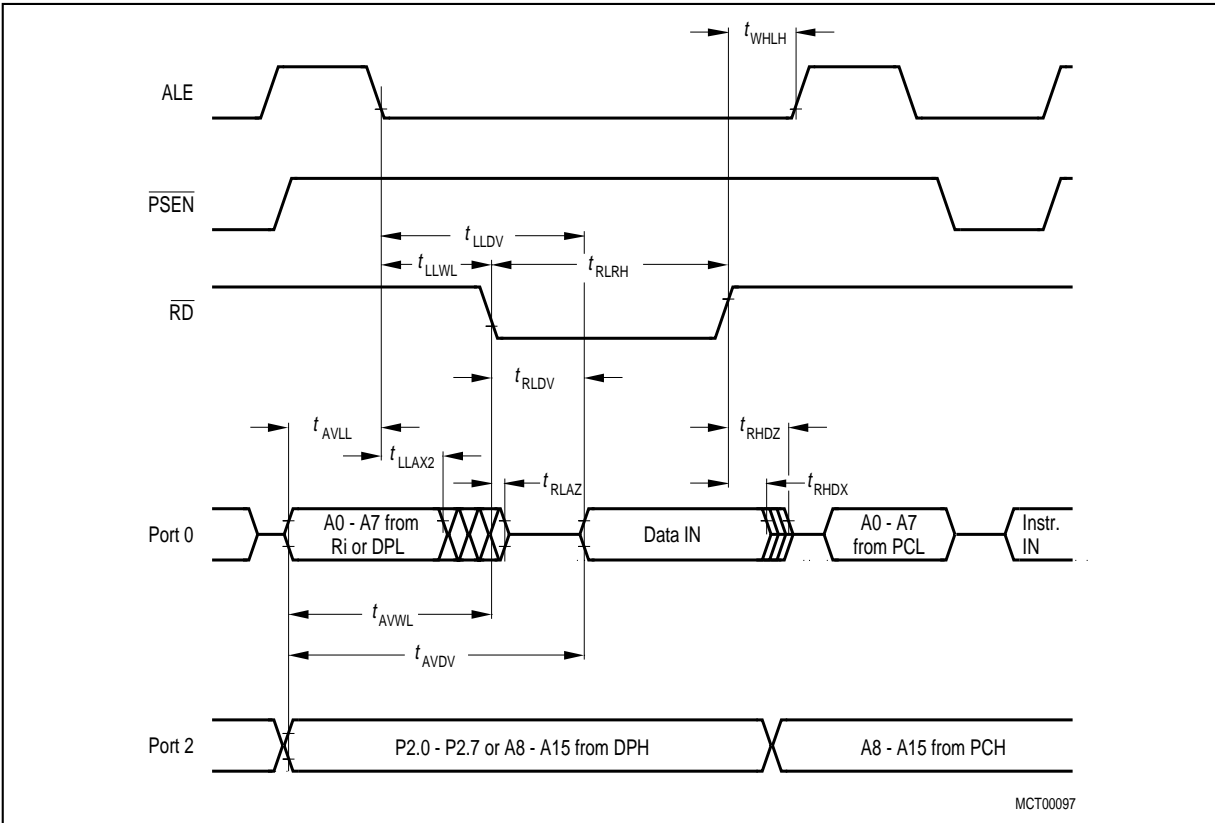 tWHLH
ALE
PSEN
tLLDV
tLLWL
tRLRH
RD
tRLDV
tAVLL
tRHDZ
tLLAX2
tRLAZ
tRHDX
Port 0
A0 - A7 from
Ri or DPL
Data IN
A0 - A7
from PCL
Instr.
IN
tAVWL
tAVDV
Port 2
P2.0 - P2.7 or A8 - A15 from DPH
A8 - A15 from PCH
MCT00097